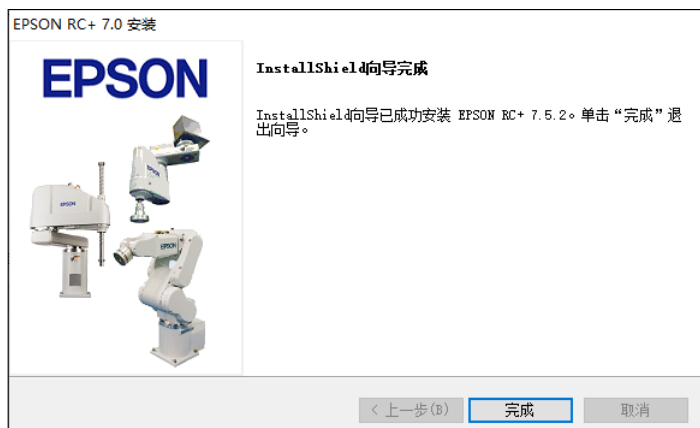 EPSON RC+ 7.0 安装
EPSON
InstallShield向导完成
InstallShield向导已成功安装 EPSON RC+ 7.5.2。单击“完成”退
出向导。
EPSON
EPSON
EPSON
< 上一步(B)
完成
取消